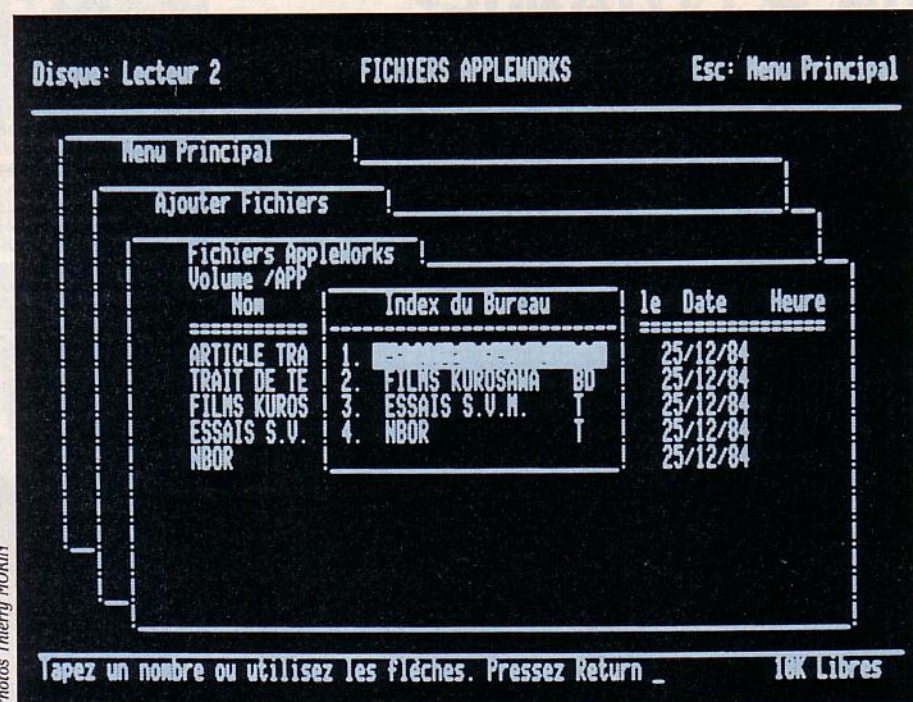 Disque: Lecteur 2 FICHIERS APPLEWORKS Esc: Menu Principal
Menu Principal
Ajouter Fichiers
Fichiers AppleWorks
Volume /APP
Nom Index du Bureau le Date Heure
ARTICLE TRA 1. 25/12/84
TRAIT DE TE 2. FILMS KUROSAWA BD 25/12/84
FILMS KUROS 3. ESSAIS S.V.M. T 25/12/84
ESSAIS S.V. 4. NBOR T 25/12/84
NBOR 25/12/84
Tapez un nombre ou utilisez les flèches. Pressez Return _ 10K Libres
Photos Thierry MORIN